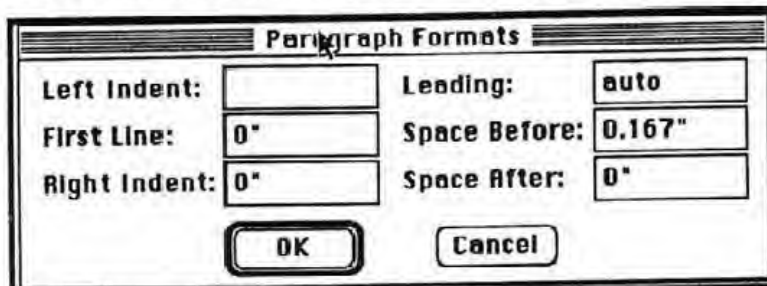 Paragraph Formats
Left Indent: Leading: auto
First Line: 0" Space Before: 0.167"
Right Indent: 0" Space After: 0"
OK Cancel